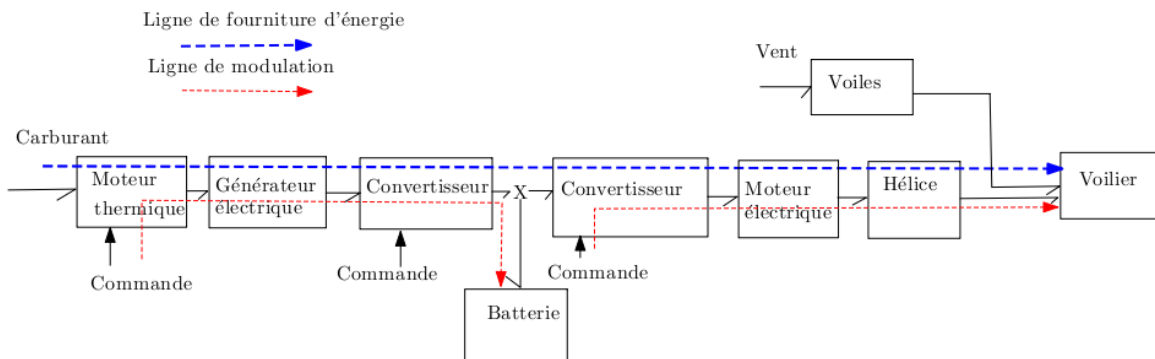 Ligne de fourniture d'énergie
Ligne de modulation
Vent
Voiles
Carburant
Moteur
thermique
Générateur
électrique
Convertisseur
X
Convertisseur
Moteur
électrique
Hélice
Voilier
Commande
Commande
Commande
Batterie